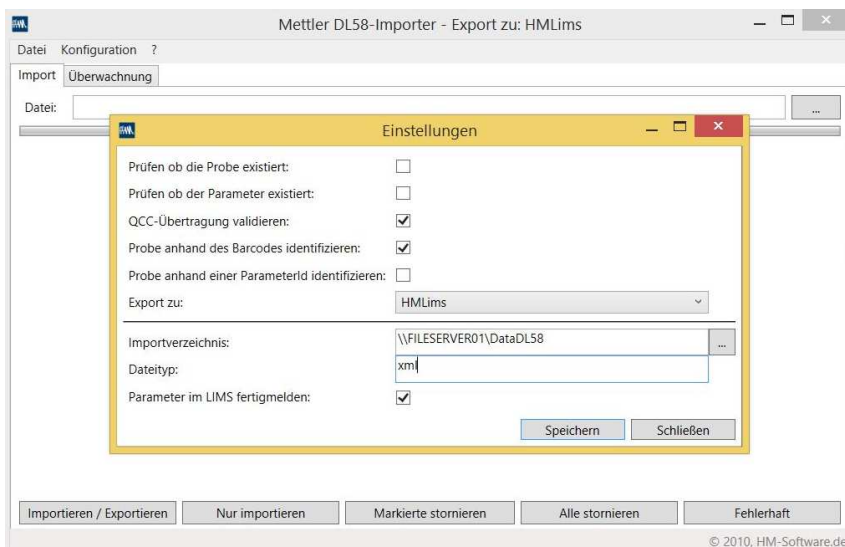 Mettler DL58-Importer - Export zu: HMLims
Datei Konfiguration ?
Import Überwachnung
Datei:
...
Einstellungen
Prüfen ob die Probe existiert:
Prüfen ob der Parameter existiert:
QCC-Übertragung validieren:
Probe anhand des Barcodes identifizieren:
Probe anhand einer ParameterId identifizieren:
Export zu: HMLims
Importverzeichnis: \\FILESERVER01\DataDL58 ...
Dateityp: xml
Parameter im LIMS fertigmelden:
Speichern Schließen
Importieren / Exportieren Nur importieren Markierte stornieren Alle stornieren Fehlerhaft
© 2010, HM-Software.de